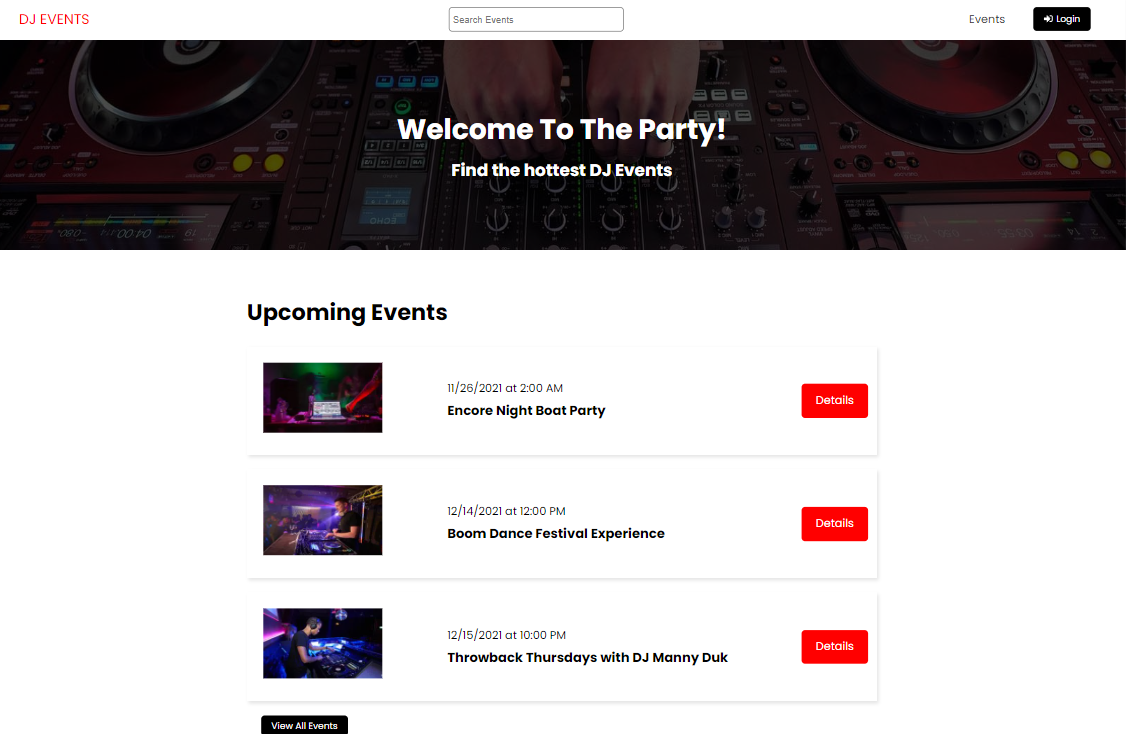 DJ EVENTS
Search Events
Events
Login
Welcome To The Party!
Find the hottest DJ Events
ECHO
Upcoming Events
11/26/2021 at 2:00 AM
Encore Night Boat Party
Details
12/14/2021 at 12:00 PM
Boom Dance Festival Experience
Details
12/15/2021 at 10:00 PM
Throwback Thursdays with DJ Manny Duk
Details
View All Events